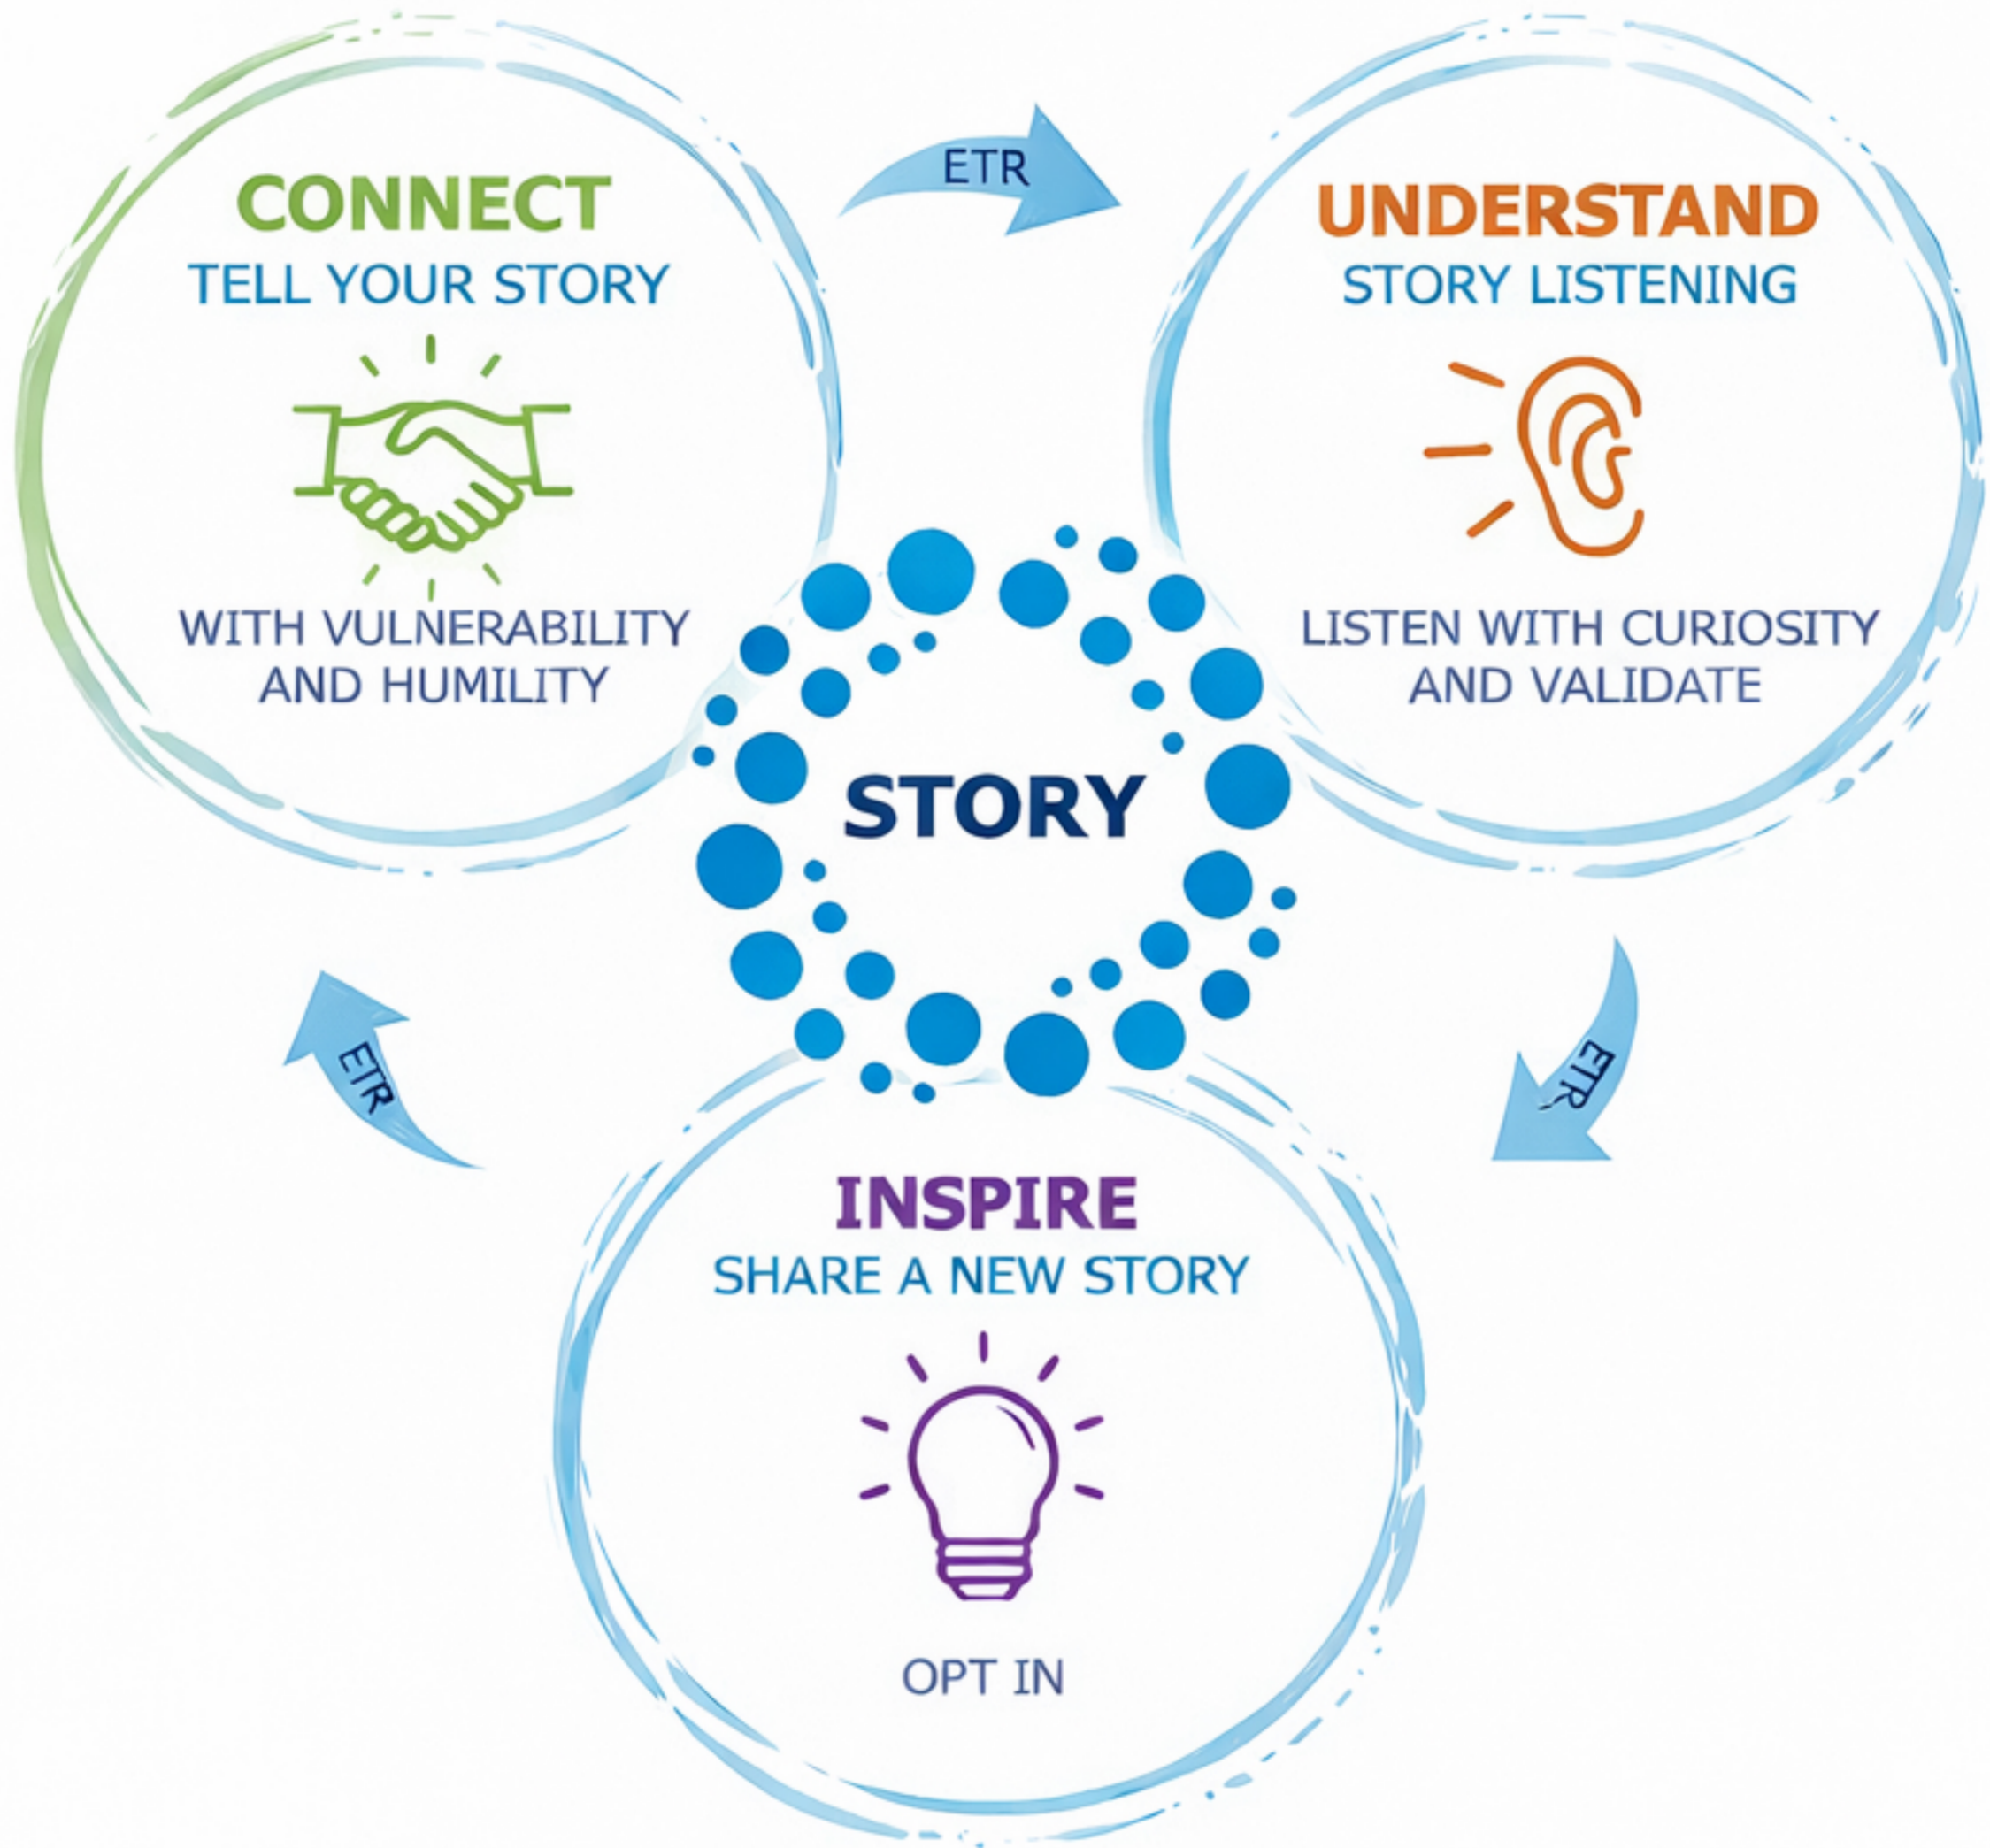 CONNECT
TELL YOUR STORY
WITH VULNERABILITY
AND HUMILITY
ETR
UNDERSTAND
STORY LISTENING
LISTEN WITH CURIOSITY
AND VALIDATE
STORY
ETR
ETR
INSPIRE
SHARE A NEW STORY
OPT IN